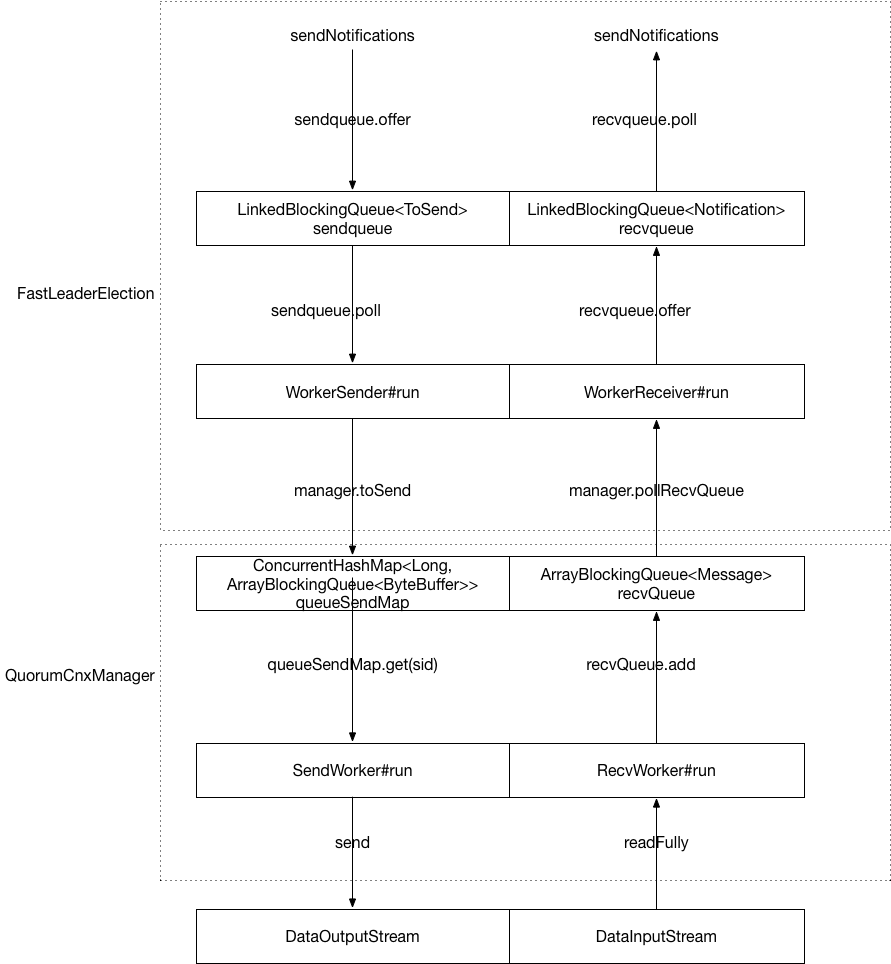 sendNotifications
sendNotifications
sendqueue.offer
recvqueue.poll
LinkedBlockingQueue<ToSend>
sendqueue
LinkedBlockingQueue<Notification>
recvqueue
FastLeaderElection
sendqueue.poll
recvqueue.offer
WorkerSender#run
WorkerReceiver#run
manager.toSend
manager.pollRecvQueue
ConcurrentHashMap<Long,
ArrayBlockingQueue<ByteBuffer>>
queueSendMap
ArrayBlockingQueue<Message>
recvQueue
QuorumCnxManager
queueSendMap.get(sid)
recvQueue.add
SendWorker#run
RecvWorker#run
send
readFully
DataOutputStream
DataInputStream